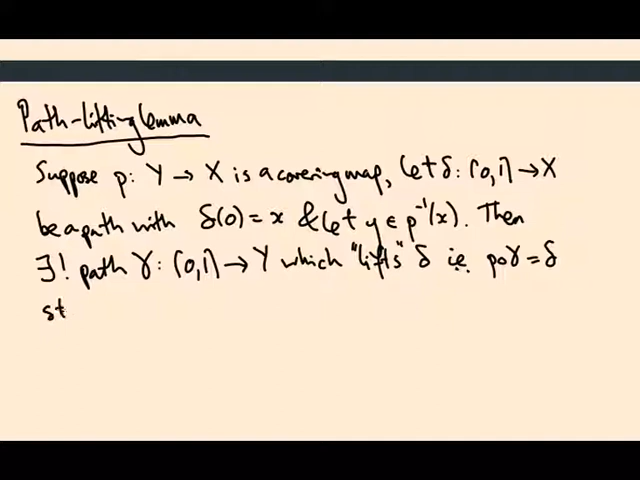 Path-lifting lemma
Suppose p: Y → X is a covering map, let δ: [0,1] → X
be a path with δ(0) = x & let y ∈ p⁻¹(x). Then
∃! path γ: [0,1] → Y which "lifts" δ i.e. p∘γ = δ
st